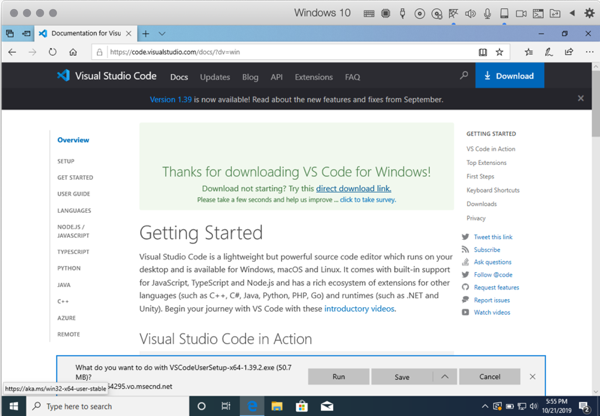 Windows 10
Documentation for Visual
https://code.visualstudio.com/docs/?dv=win
Visual Studio Code
Docs
Updates
Blog
API
Extensions
FAQ
Download
Version 1.39 is now available! Read about the new features and fixes from September.
Overview
SETUP
GET STARTED
USER GUIDE
LANGUAGES
NODE.JS /
JAVASCRIPT
TYPESCRIPT
PYTHON
JAVA
C++
AZURE
REMOTE
Thanks for downloading VS Code for Windows!
Download not starting? Try this direct download link.
Please take a few seconds and help us improve ... click to take survey.
Getting Started
Visual Studio Code is a lightweight but powerful source code editor which runs on your
desktop and is available for Windows, macOS and Linux. It comes with built-in support
for JavaScript, TypeScript and Node.js and has a rich ecosystem of extensions for other
languages (such as C++, C#, Java, Python, PHP, Go) and runtimes (such as .NET and
Unity). Begin your journey with VS Code with these introductory videos.
Visual Studio Code in Action
GETTING STARTED
VS Code in Action
Top Extensions
First Steps
Keyboard Shortcuts
Downloads
Privacy
Tweet this link
Subscribe
Ask questions
Follow @code
Request features
Report issues
Watch videos
What do you want to do with VSCodeUserSetup-x64-1.39.2.exe (50.7
MB)?
4295.vo.msecnd.net
Run
Save
Cancel
https://aka.ms/win32-x64-user-stable
Type here to search
5:55 PM
10/21/2019